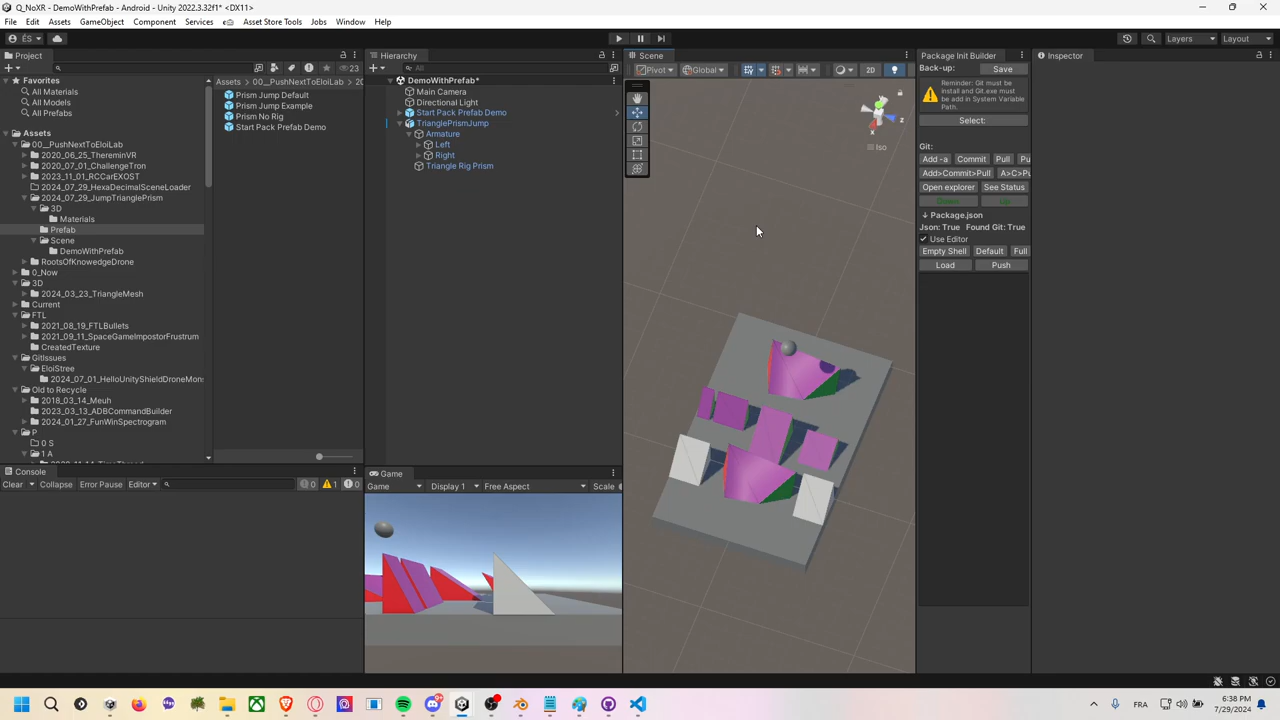 Q_NoXR - DemoWithPrefab - Android - Unity 2022.3.32f1* <DX11>
File Edit Assets GameObject Component Services Asset Store Tools Jobs Window Help
ÉS
Layers Layout
Project
23
Favorites
All Materials
All Models
All Prefabs
Assets
00__PushNextToEloiLab
2020_06_25_ThereminVR
2020_07_01_ChallengeTron
2023_11_01_RCCarEXOST
2024_07_29_HexaDecimalSceneLoader
2024_07_29_JumpTrianglePrism
3D
Materials
Prefab
Scene
DemoWithPrefab
RootsOfKnowedgeDrone
0_Now
3D
2024_03_23_TriangleMesh
Current
FTL
2021_08_19_FTLBullets
2021_09_11_SpaceGameImpostorFrustrum
CreatedTexture
GitIssues
EloiStree
2024_07_01_HelloUnityShieldDroneMon
Old to Recycle
2018_03_14_Meuh
2023_03_13_ADBCommandBuilder
2024_01_27_FunWinSpectrogram
P
0 S
1 A
Assets 00__PushNextToEloiLab 20
Prism Jump Default
Prism Jump Example
Prism No Rig
Start Pack Prefab Demo
Console
Clear Collapse Error Pause Editor 0 1 0
Hierarchy
All
DemoWithPrefab*
Main Camera
Directional Light
Start Pack Prefab Demo
TrianglePrismJump
Armature
Left
Right
Triangle Rig Prism
Game
Game Display 1 Free Aspect Scale
Scene
Pivot Global 2D
z
x
Iso
Package Init Builder
Back-up: Save
Reminder: Git must be
install and Git.exe must
be add in System Variable
Path.
Select:
Git:
Add -a Commit Pull Pu
Add>Commit>Pull A>C>Pu
Open explorer See Status
Down Up
Package.json
Json: True Found Git: True
Use Editor
Empty Shell Default Full
Load Push
Inspector
FRA 6:38 PM
7/29/2024